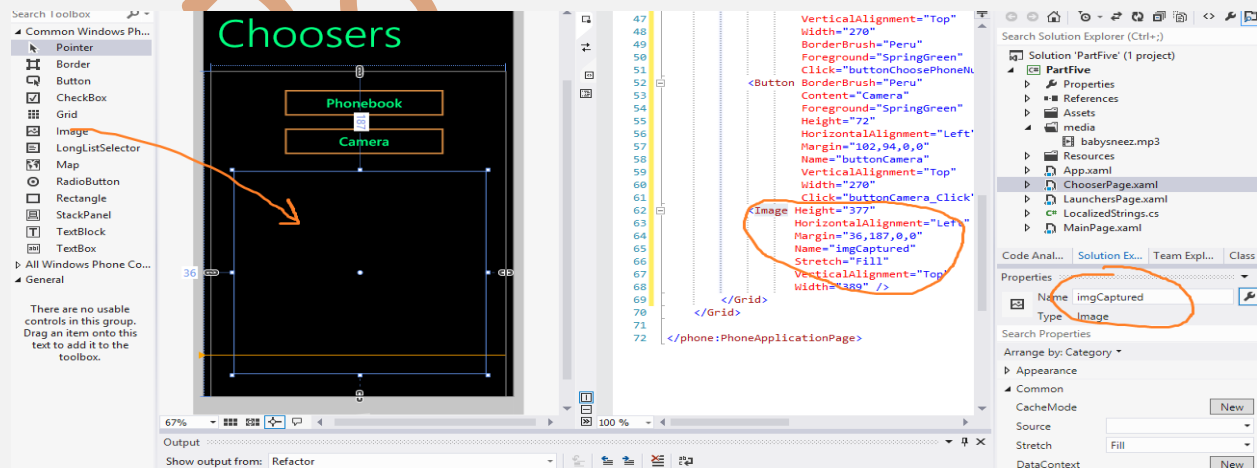 Search Toolbox
Common Windows Ph...
Pointer
Border
Button
CheckBox
Grid
Image
LongListSelector
Map
RadioButton
Rectangle
StackPanel
TextBlock
TextBox
All Windows Phone Co...
General
There are no usable
controls in this group.
Drag an item onto this
text to add it to the
toolbox.
Choosers
Phonebook
187
Camera
36
67%
47 VerticalAlignment="Top"
48 Width="270"
49 BorderBrush="Peru"
50 Foreground="SpringGreen"
51 Click="buttonChoosePhoneNu
52 <Button BorderBrush="Peru"
53 Content="Camera"
54 Foreground="SpringGreen"
55 Height="72"
56 HorizontalAlignment="Left"
57 Margin="102,94,0,0"
58 Name="buttonCamera"
59 VerticalAlignment="Top"
60 Width="270"
61 Click="buttonCamera_Click"
62 <Image Height="377"
63 HorizontalAlignment="Left"
64 Margin="36,187,0,0"
65 Name="imgCaptured"
66 Stretch="Fill"
67 VerticalAlignment="Top"
68 Width="389" />
69 </Grid>
70 </Grid>
71
72 </phone:PhoneApplicationPage>
100 %
Output
Show output from: Refactor
Search Solution Explorer (Ctrl+;)
Solution 'PartFive' (1 project)
C# PartFive
Properties
References
Assets
media
babysneez.mp3
Resources
App.xaml
ChooserPage.xaml
LaunchersPage.xaml
C# LocalizedStrings.cs
MainPage.xaml
Code Anal... Solution Ex... Team Expl... Class
Properties
Name imgCaptured
Type Image
Search Properties
Arrange by: Category
Appearance
Common
CacheMode New
Source
Stretch Fill
DataContext New